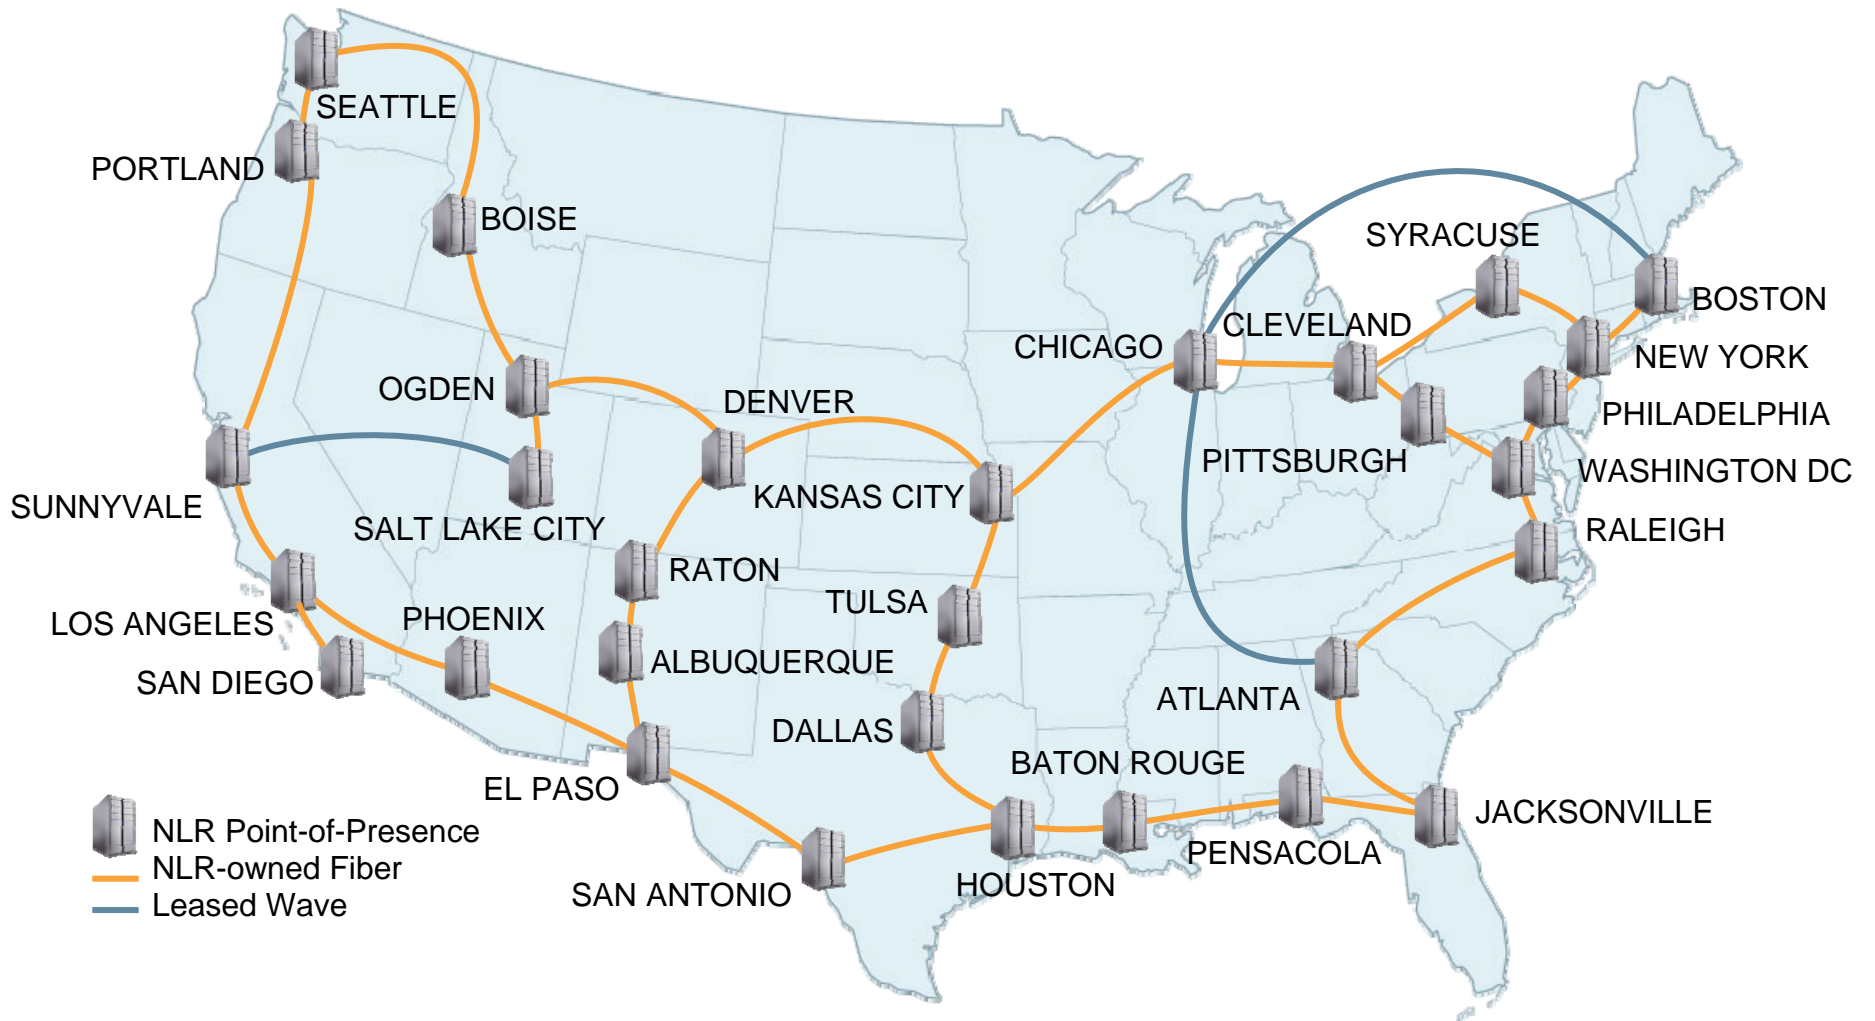 SEATTLE
PORTLAND
BOISE
SYRACUSE
BOSTON
CLEVELAND
CHICAGO
NEW YORK
OGDEN
DENVER
PHILADELPHIA
PITTSBURGH
WASHINGTON DC
KANSAS CITY
SUNNYVALE
SALT LAKE CITY
RALEIGH
RATON
TULSA
PHOENIX
LOS ANGELES
ALBUQUERQUE
SAN DIEGO
ATLANTA
DALLAS
BATON ROUGE
EL PASO
JACKSONVILLE
PENSACOLA
HOUSTON
SAN ANTONIO
NLR Point-of-Presence
NLR-owned Fiber
Leased Wave